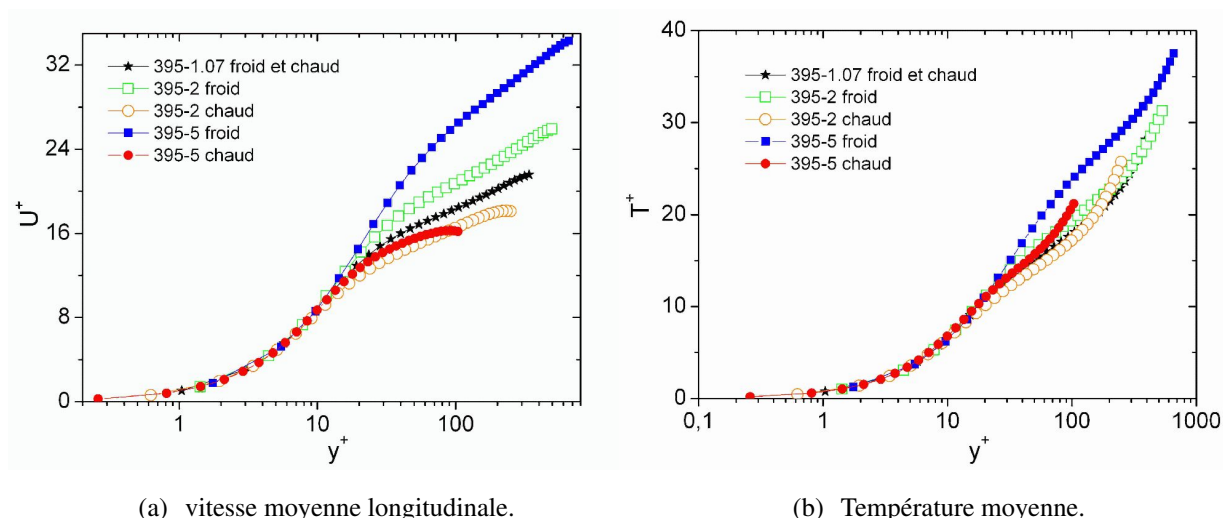 32
24
16
8
0
U+
395-1.07 froid et chaud
395-2 froid
395-2 chaud
395-5 froid
395-5 chaud
1
10
100
y+
40
30
20
10
0
T+
395-1.07 froid et chaud
395-2 froid
395-2 chaud
395-5 froid
395-5 chaud
0,1
1
10
100
1000
y+
(a) vitesse moyenne longitudinale.
(b) Température moyenne.